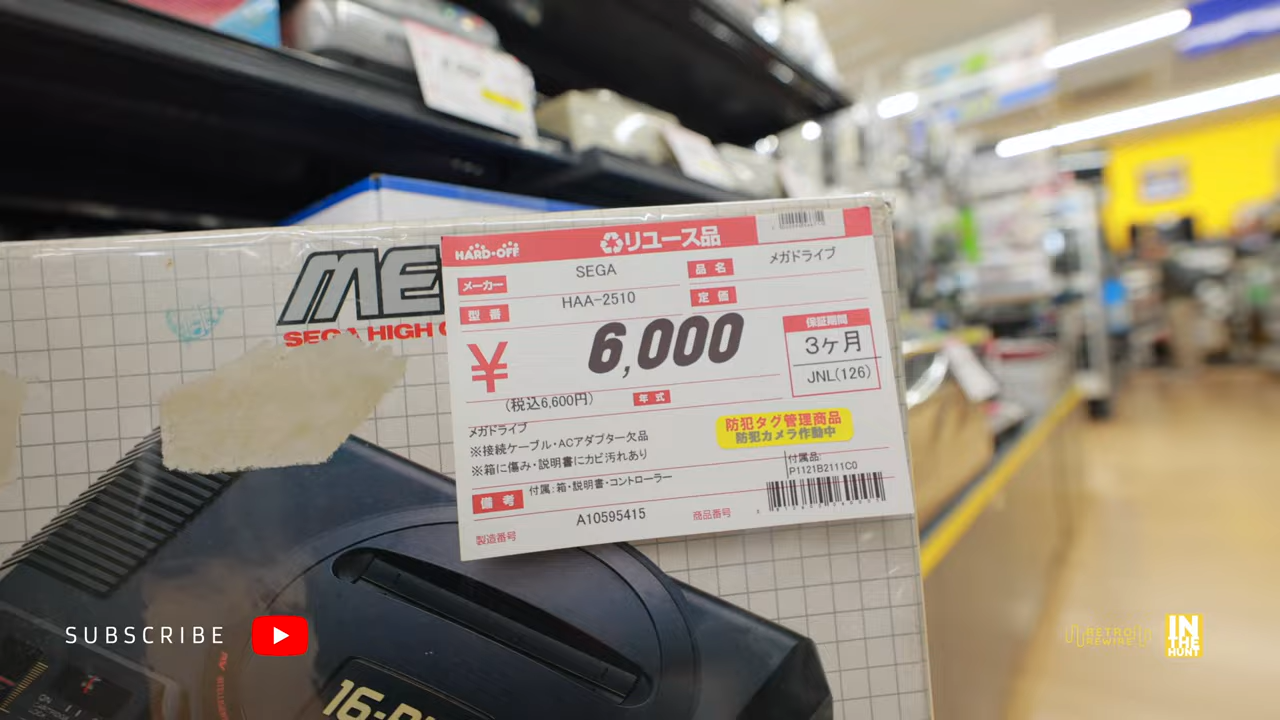 HARD・OFF
リユース品
メーカー
SEGA
品名
メガドライブ
型番
HAA-2510
定価
¥
6,000
(税込6,600円)
年式
保証期間
3ヶ月
JNL(126)
メガドライブ
※接続ケーブル・ACアダプター欠品
※箱に傷み・説明書にカビ汚れあり
防犯タグ管理商品
防犯カメラ作動中
備考
付属:箱・説明書・コントローラー
付属品:
P1121B2111C0
製造番号
A10595415
商品番号
ME
SEGA HIGH
16-BI
SUBSCRIBE
RETRO
REWIRE
IN
THE
HUNT